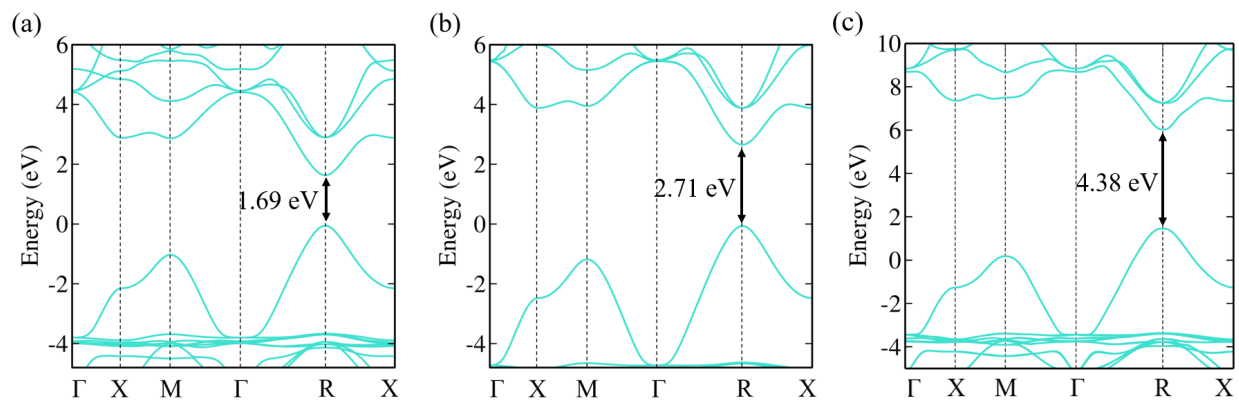 (a)
Energy (eV)
6
4
2
0
-2
-4
1.69 eV
Γ X M Γ R X
(b)
Energy (eV)
6
4
2
0
-2
-4
2.71 eV
Γ X M Γ R X
(c)
Energy (eV)
10
8
6
4
2
0
-2
-4
4.38 eV
Γ X M Γ R X